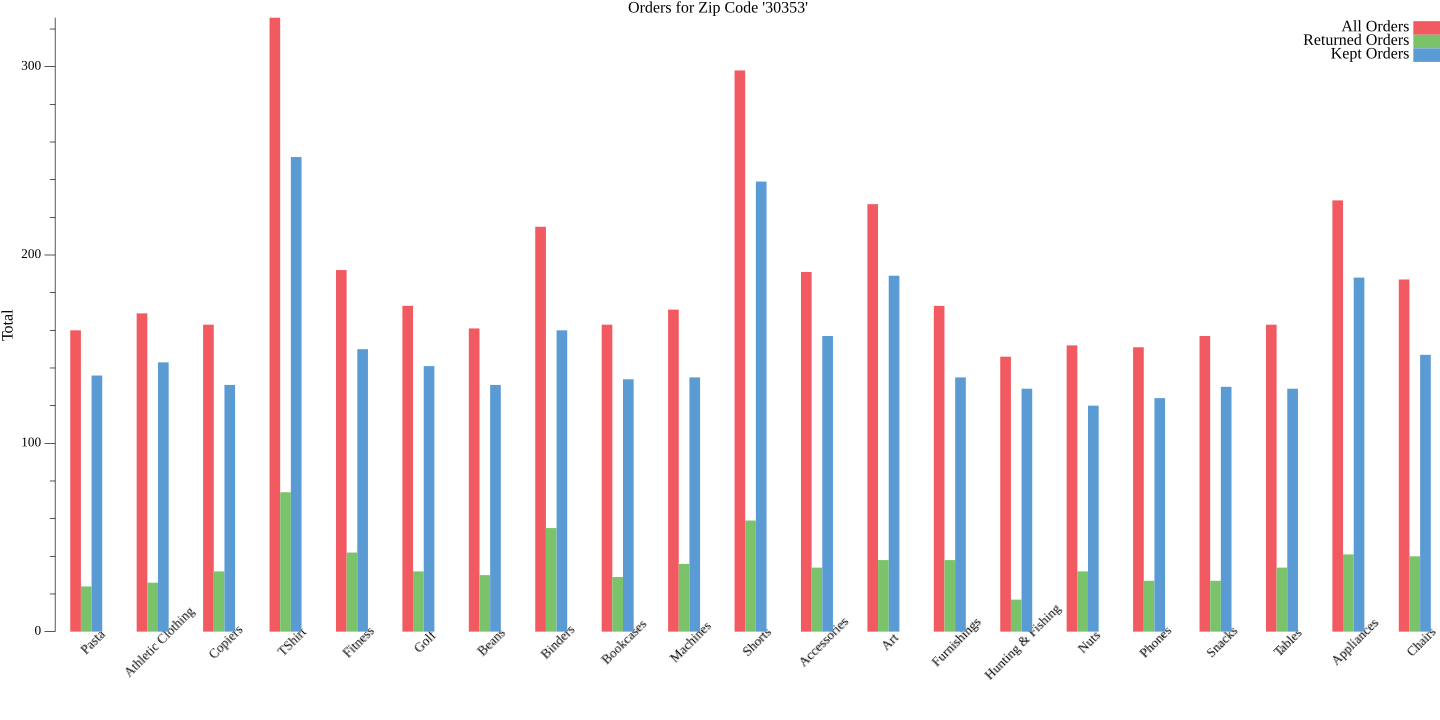 Orders for Zip Code '30353'
All Orders
Returned Orders
Kept Orders
Total
300
200
100
0
Pasta
Athletic Clothing
Copiers
TShirt
Fitness
Golf
Beans
Binders
Bookcases
Machines
Shorts
Accessories
Art
Furnishings
Hunting & Fishing
Nuts
Phones
Snacks
Tables
Appliances
Chairs